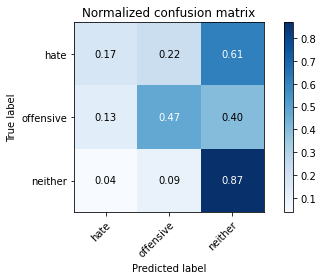 Normalized confusion matrix
True label
hate
0.17 0.22 0.61
offensive
0.13 0.47 0.40
neither
0.04 0.09 0.87
hate
offensive
neither
Predicted label
0.8
0.7
0.6
0.5
0.4
0.3
0.2
0.1